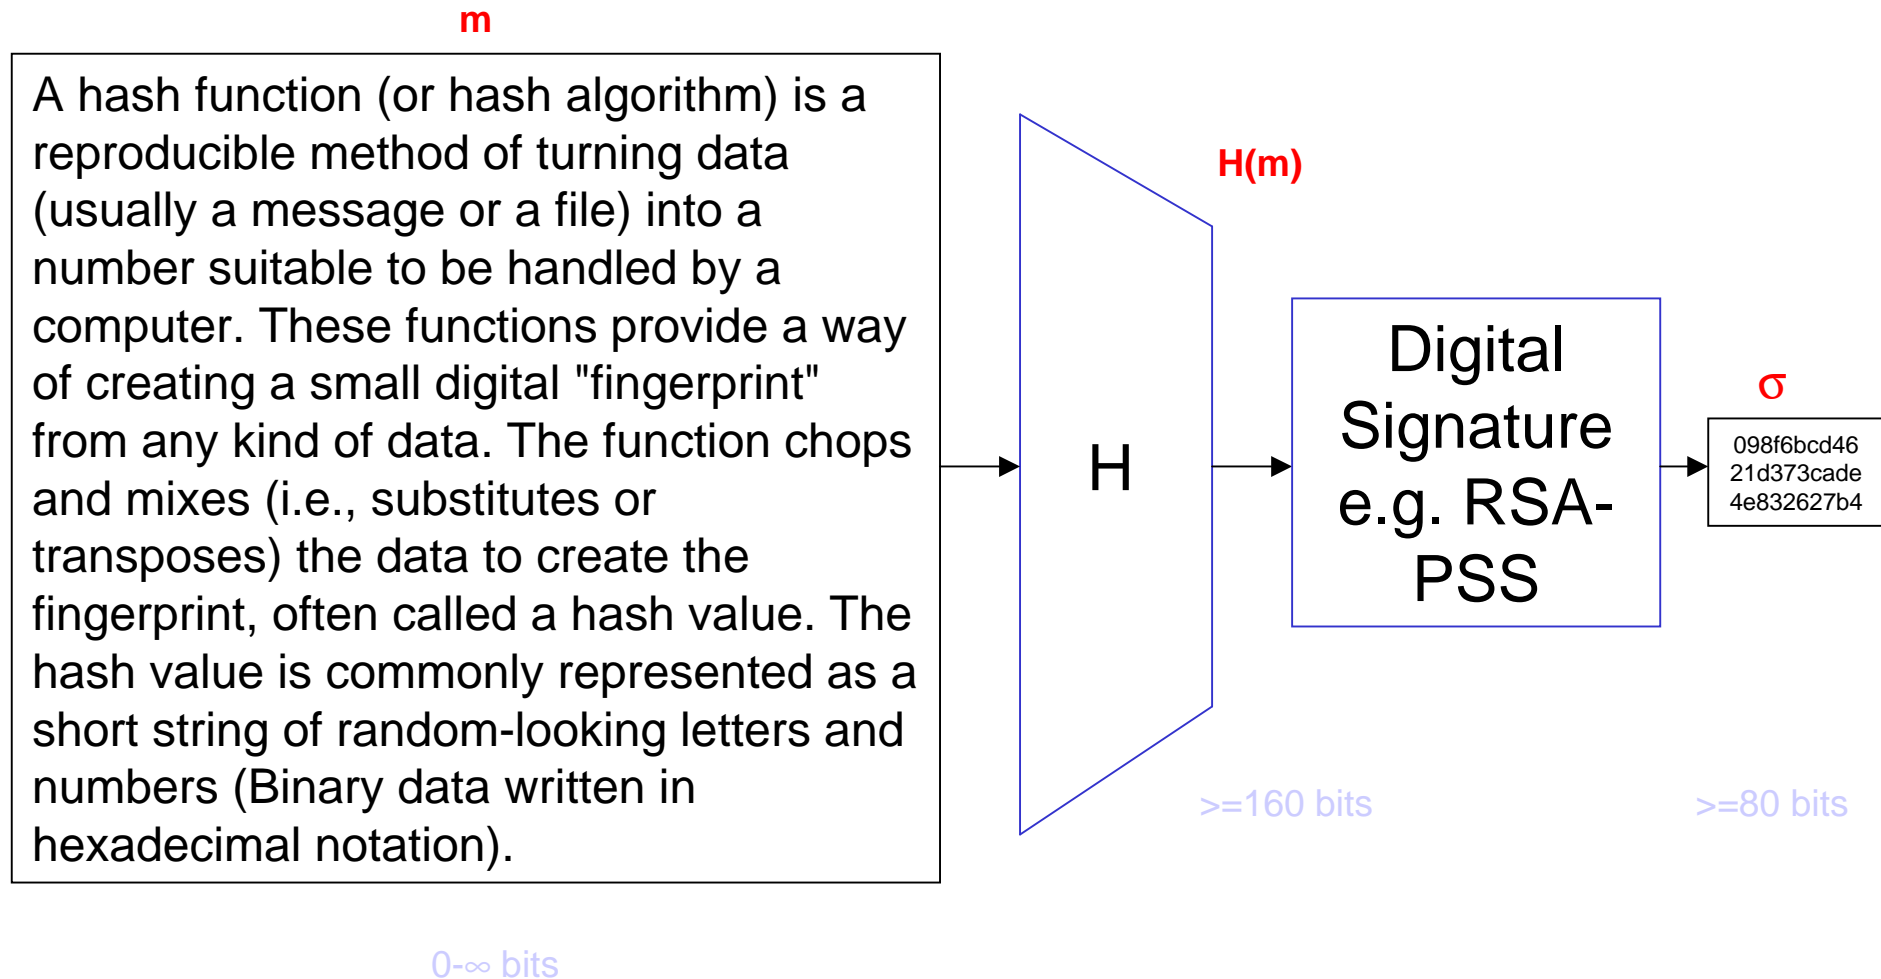 m
A hash function (or hash algorithm) is a
reproducible method of turning data
(usually a message or a file) into a
number suitable to be handled by a
computer. These functions provide a way
of creating a small digital "fingerprint"
from any kind of data. The function chops
and mixes (i.e., substitutes or
transposes) the data to create the
fingerprint, often called a hash value. The
hash value is commonly represented as a
short string of random-looking letters and
numbers (Binary data written in
hexadecimal notation).
0-∞ bits
H
H(m)
>=160 bits
Digital
Signature
e.g. RSA-
PSS
σ
098f6bcd46
21d373cade
4e832627b4
>=80 bits